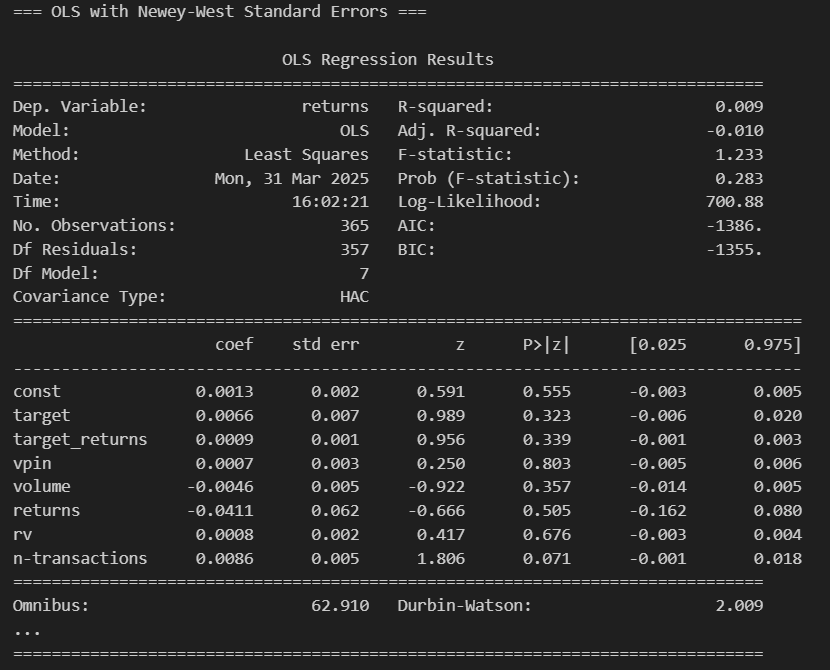 === OLS with Newey-West Standard Errors ===
OLS Regression Results
==============================================================================
Dep. Variable: returns R-squared: 0.009
Model: OLS Adj. R-squared: -0.010
Method: Least Squares F-statistic: 1.233
Date: Mon, 31 Mar 2025 Prob (F-statistic): 0.283
Time: 16:02:21 Log-Likelihood: 700.88
No. Observations: 365 AIC: -1386.
Df Residuals: 357 BIC: -1355.
Df Model: 7
Covariance Type: HAC
==================================================================================
coef std err z P>|z| [0.025 0.975]
----------------------------------------------------------------------------------
const 0.0013 0.002 0.591 0.555 -0.003 0.005
target 0.0066 0.007 0.989 0.323 -0.006 0.020
target_returns 0.0009 0.001 0.956 0.339 -0.001 0.003
vpin 0.0007 0.003 0.250 0.803 -0.005 0.006
volume -0.0046 0.005 -0.922 0.357 -0.014 0.005
returns -0.0411 0.062 -0.666 0.505 -0.162 0.080
rv 0.0008 0.002 0.417 0.676 -0.003 0.004
n-transactions 0.0086 0.005 1.806 0.071 -0.001 0.018
==============================================================================
Omnibus: 62.910 Durbin-Watson: 2.009
...
==============================================================================